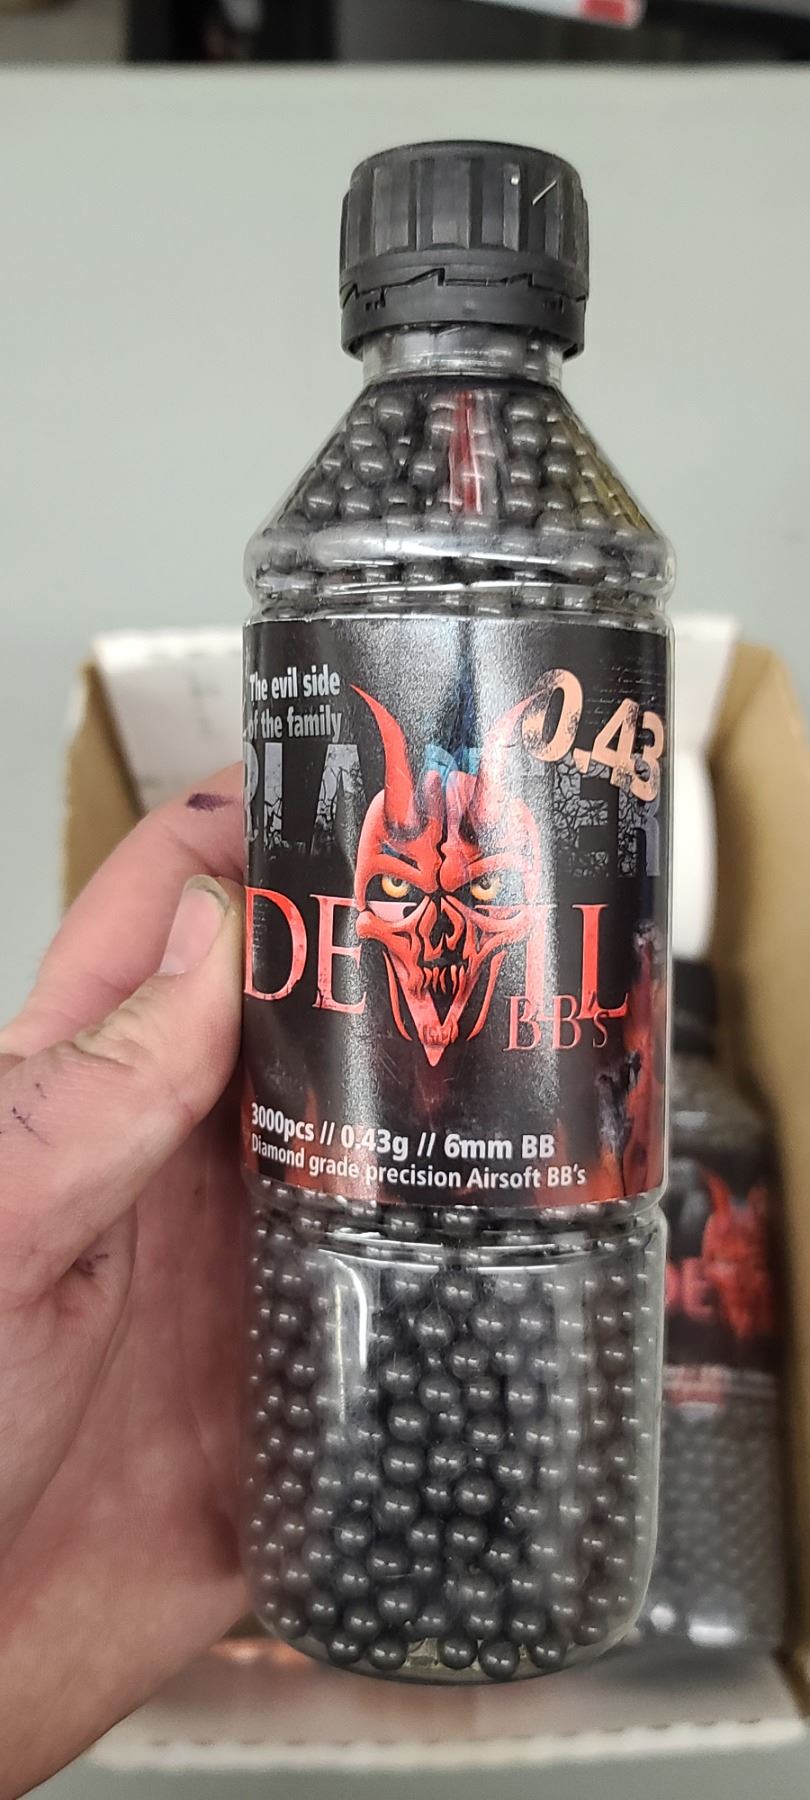 The evil side
of the family
0,43
DEVIL
BB's
3000pcs // 0.43g // 6mm BB
Diamond grade precision Airsoft BB's
DE